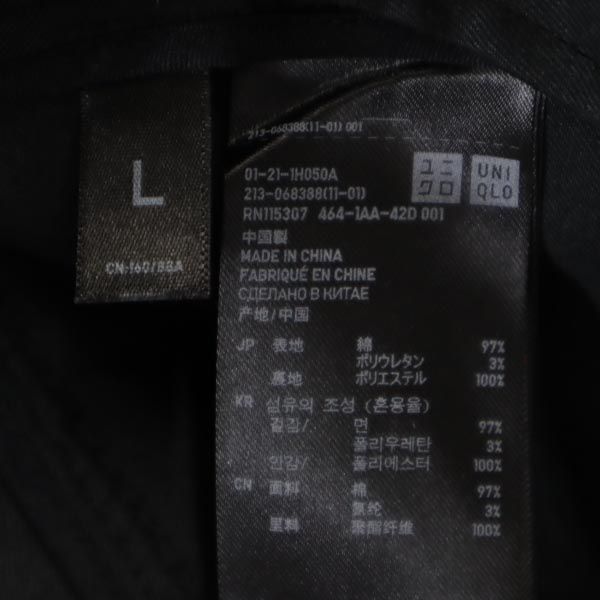 L
CN·160/88A
213-068388(11-01) 001
01-21-1H050A
213-068388(11-01)
RN115307 464-1AA-42D 001
ユニ
クロ
UNI
QLO
中国製
MADE IN CHINA
FABRIQUÉ EN CHINE
СДЕЛАНО В КИТАЕ
产地/中国
JP 表地 綿 97%
ポリウレタン 3%
裏地 ポリエステル 100%
KR 섬유의 조성 (혼용율)
겉감/ 면 97%
폴리우레탄 3%
안감/ 폴리에스터 100%
CN 面料 棉 97%
氨纶 3%
里料 聚酯纤维 100%